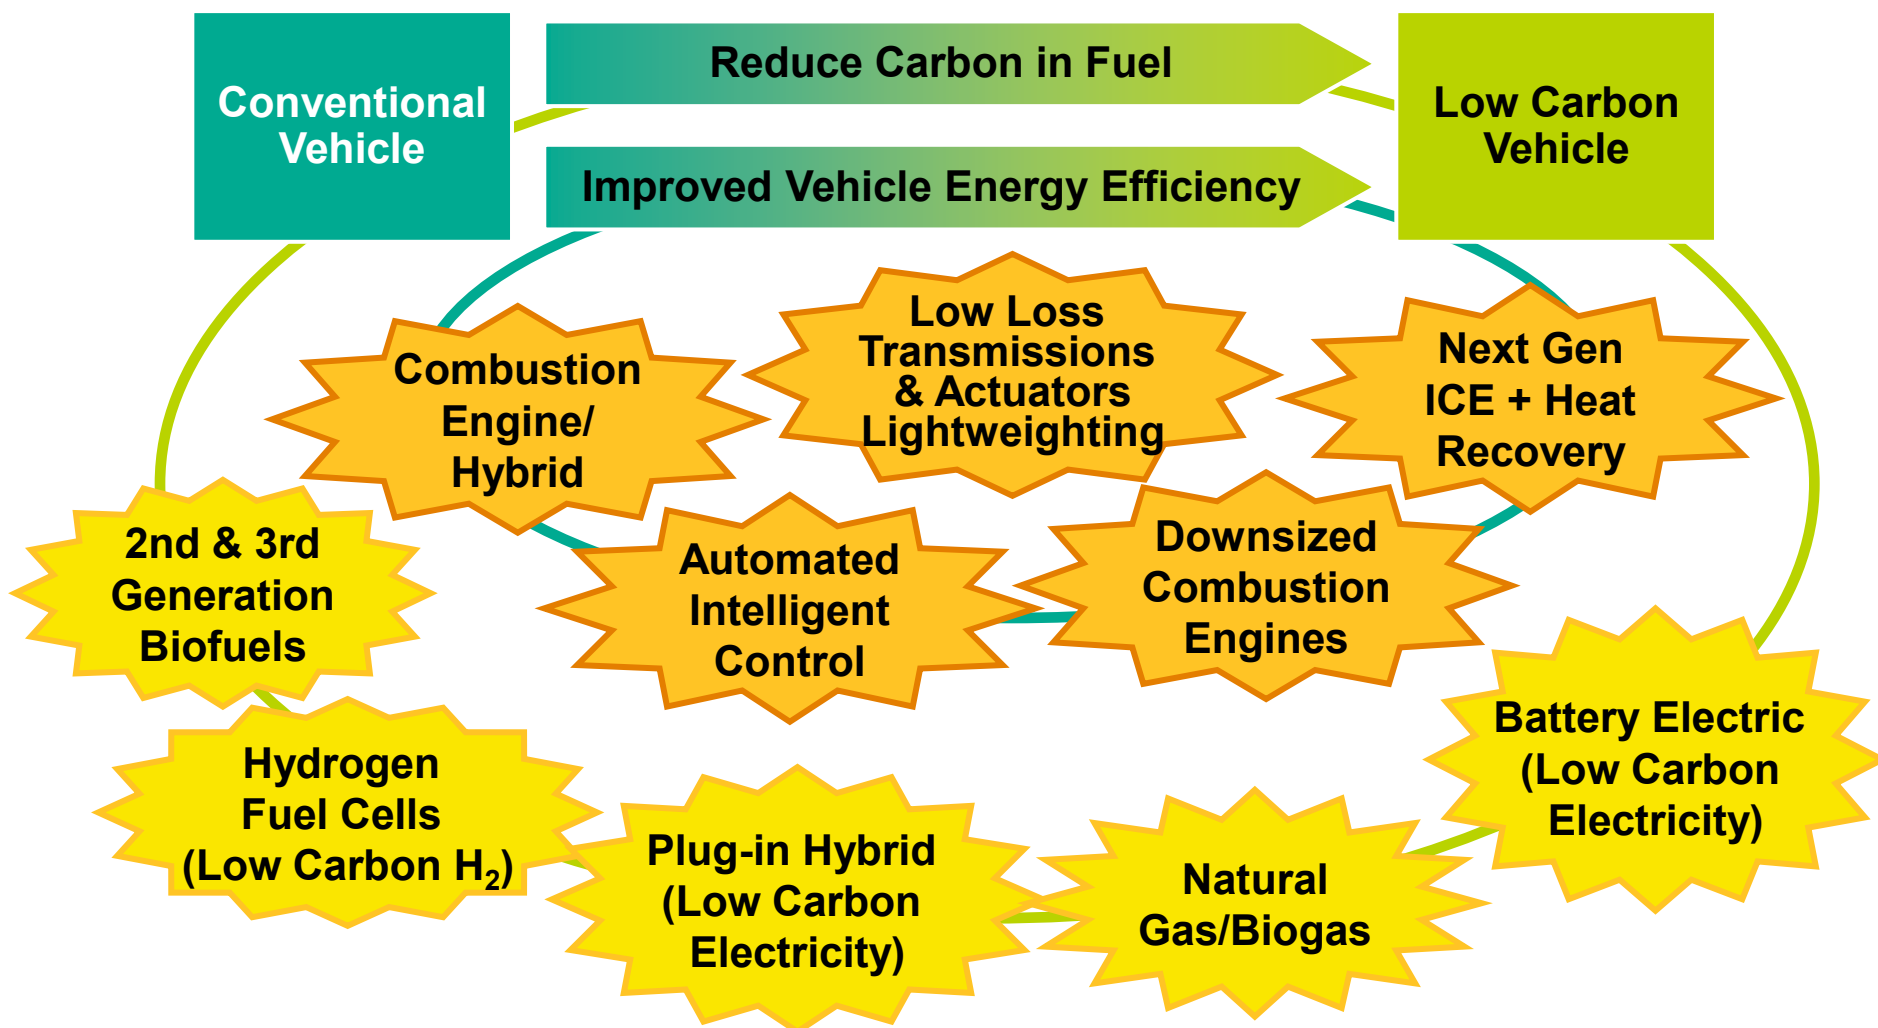 Conventional
Vehicle
Reduce Carbon in Fuel
Improved Vehicle Energy Efficiency
Low Carbon
Vehicle
Combustion
Engine/
Hybrid
Low Loss
Transmissions
& Actuators
Lightweighting
Next Gen
ICE + Heat
Recovery
2nd & 3rd
Generation
Biofuels
Automated
Intelligent
Control
Downsized
Combustion
Engines
Hydrogen
Fuel Cells
(Low Carbon H₂)
Plug-in Hybrid
(Low Carbon
Electricity)
Natural
Gas/Biogas
Battery Electric
(Low Carbon
Electricity)